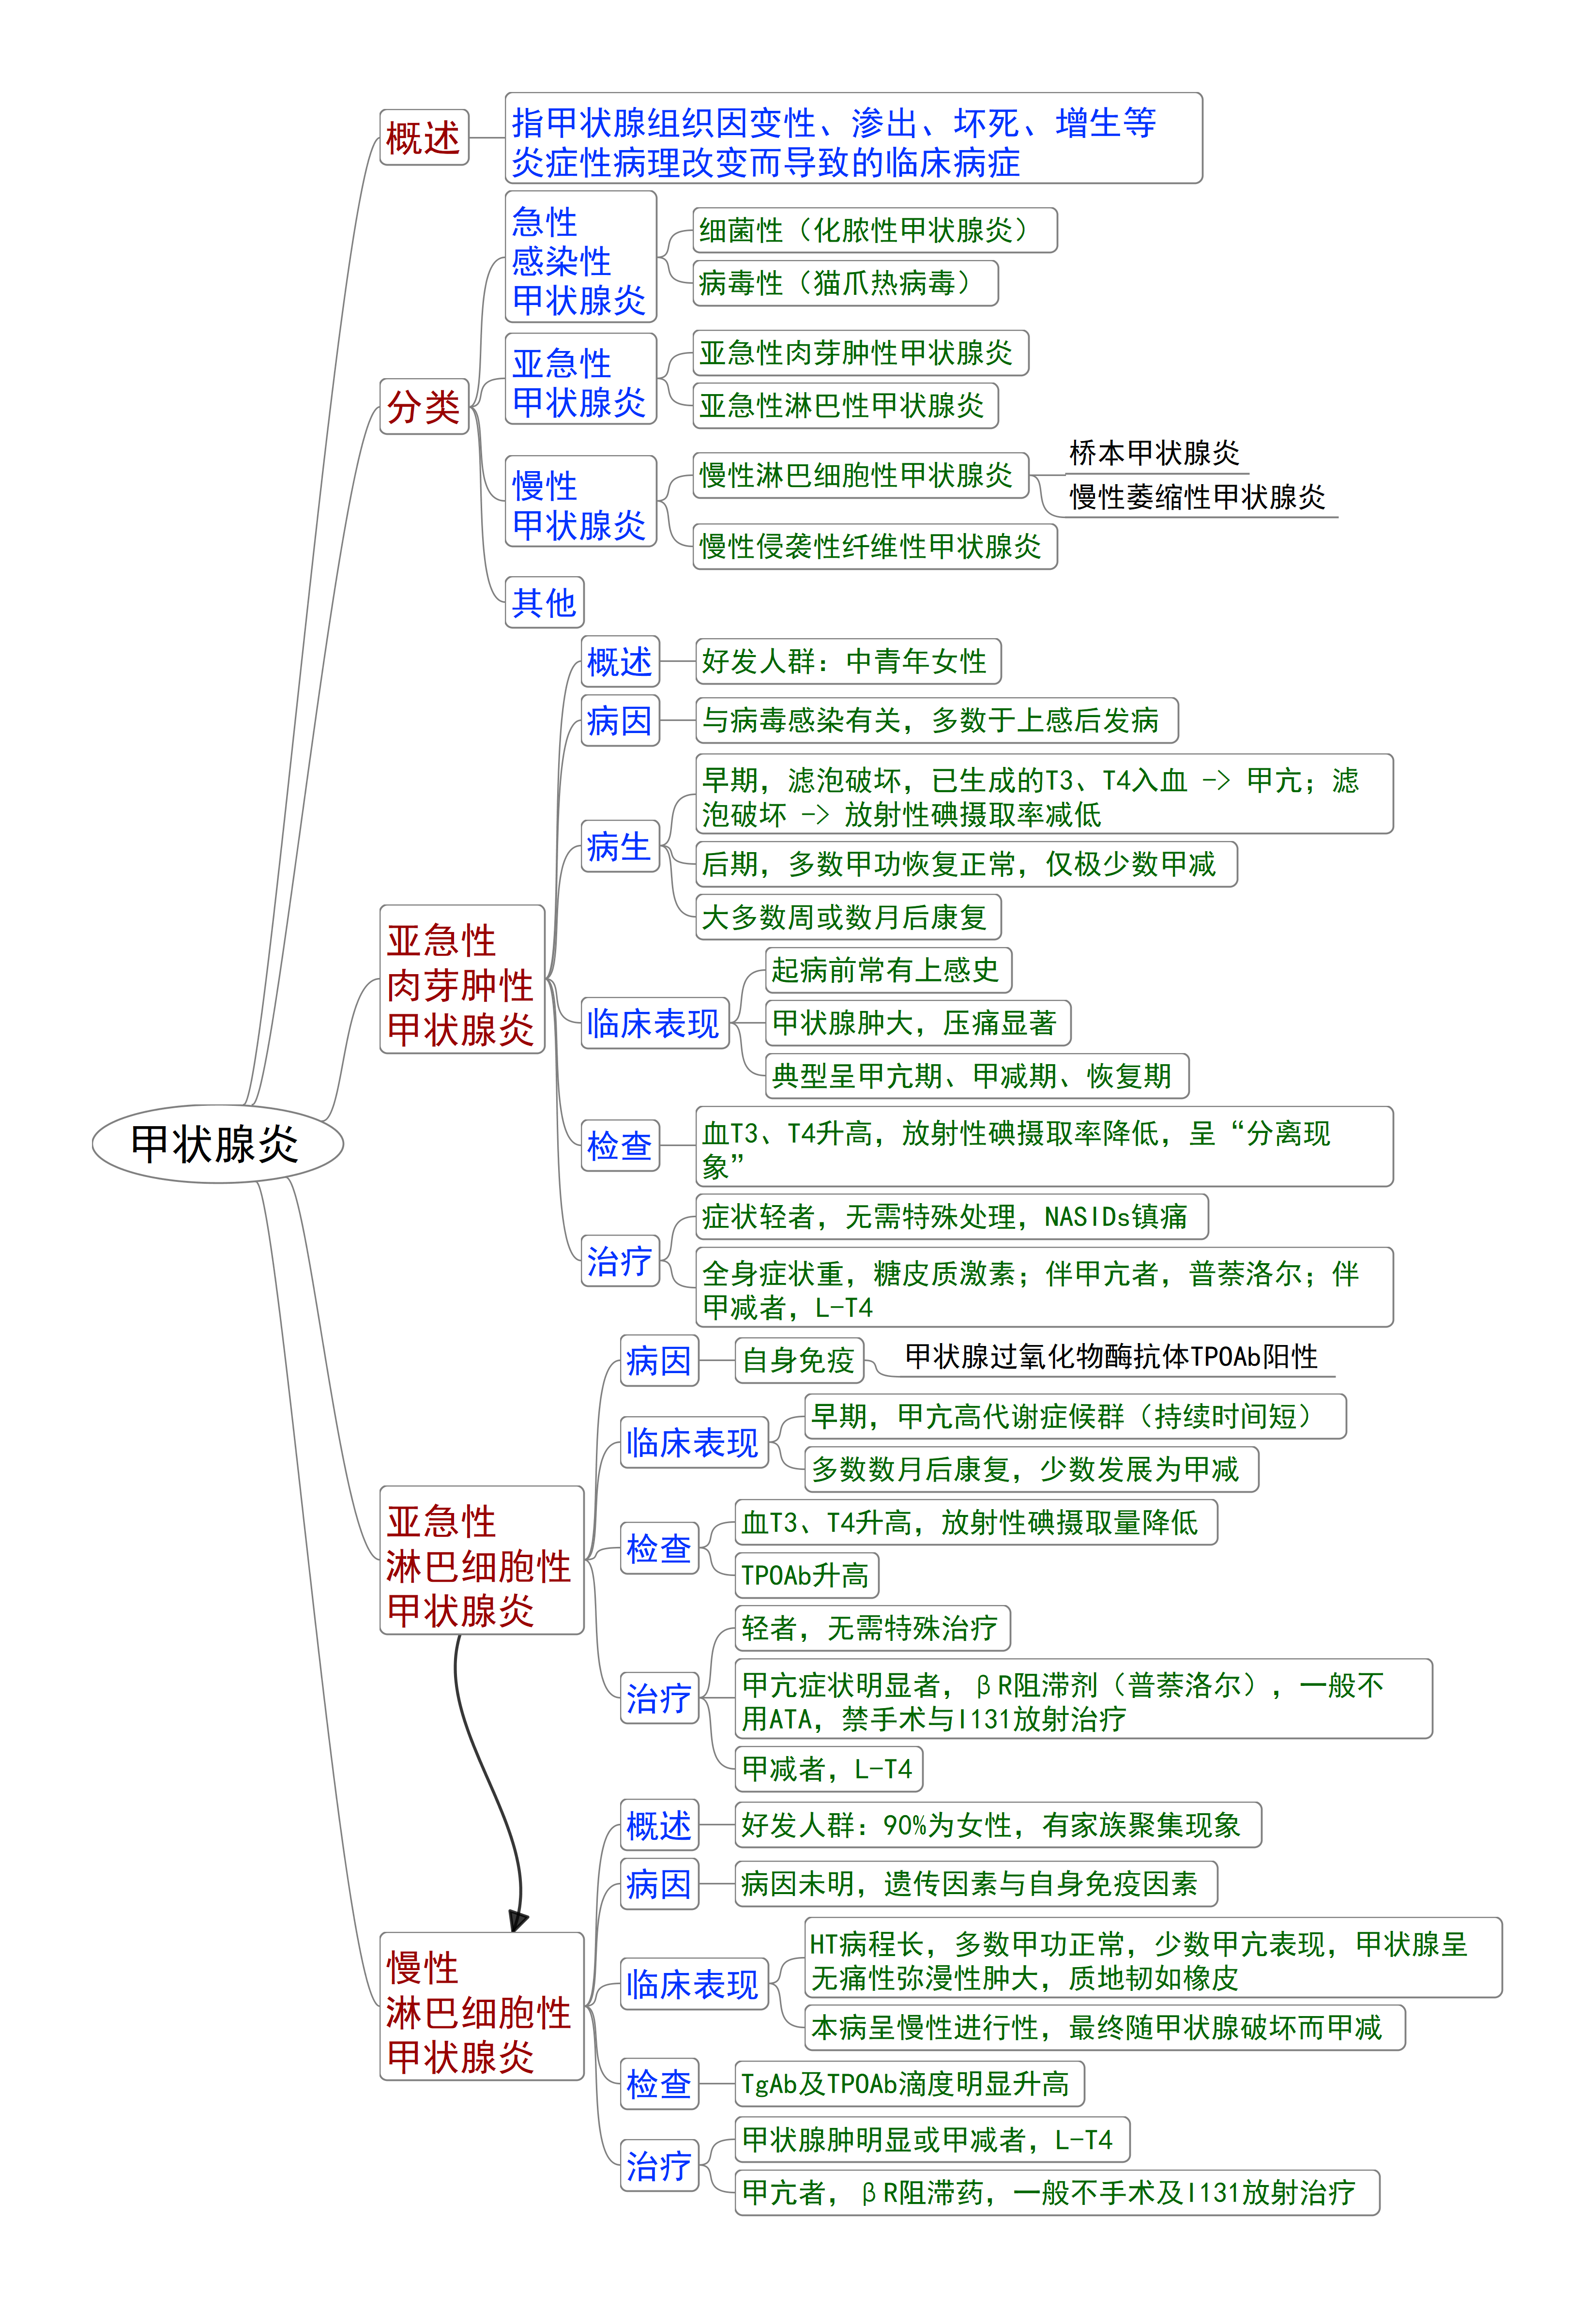 甲状腺炎
概述
指甲状腺组织因变性、渗出、坏死、增生等
炎症性病理改变而导致的临床病症
分类
急性
感染性
甲状腺炎
细菌性（化脓性甲状腺炎）
病毒性（猫爪热病毒）
亚急性
甲状腺炎
亚急性肉芽肿性甲状腺炎
亚急性淋巴性甲状腺炎
慢性
甲状腺炎
慢性淋巴细胞性甲状腺炎
桥本甲状腺炎
慢性萎缩性甲状腺炎
慢性侵袭性纤维性甲状腺炎
其他
亚急性
肉芽肿性
甲状腺炎
概述
好发人群：中青年女性
病因
与病毒感染有关，多数于上感后发病
病生
早期，滤泡破坏，已生成的T3、T4入血 -> 甲亢；滤
泡破坏 -> 放射性碘摄取率减低
后期，多数甲功恢复正常，仅极少数甲减
大多数周或数月后康复
临床表现
起病前常有上感史
甲状腺肿大，压痛显著
典型呈甲亢期、甲减期、恢复期
检查
血T3、T4升高，放射性碘摄取率降低，呈“分离现
象”
治疗
症状轻者，无需特殊处理，NASIDs镇痛
全身症状重，糖皮质激素；伴甲亢者，普萘洛尔；伴
甲减者，L-T4
亚急性
淋巴细胞性
甲状腺炎
病因
自身免疫
甲状腺过氧化物酶抗体TPOAb阳性
临床表现
早期，甲亢高代谢症候群（持续时间短）
多数数月后康复，少数发展为甲减
检查
血T3、T4升高，放射性碘摄取量降低
TPOAb升高
治疗
轻者，无需特殊治疗
甲亢症状明显者，βR阻滞剂（普萘洛尔），一般不
用ATA，禁手术与I131放射治疗
甲减者，L-T4
慢性
淋巴细胞性
甲状腺炎
概述
好发人群：90%为女性，有家族聚集现象
病因
病因未明，遗传因素与自身免疫因素
临床表现
HT病程长，多数甲功正常，少数甲亢表现，甲状腺呈
无痛性弥漫性肿大，质地韧如橡皮
本病呈慢性进行性，最终随甲状腺破坏而甲减
检查
TgAb及TPOAb滴度明显升高
治疗
甲状腺肿明显或甲减者，L-T4
甲亢者，βR阻滞药，一般不手术及I131放射治疗